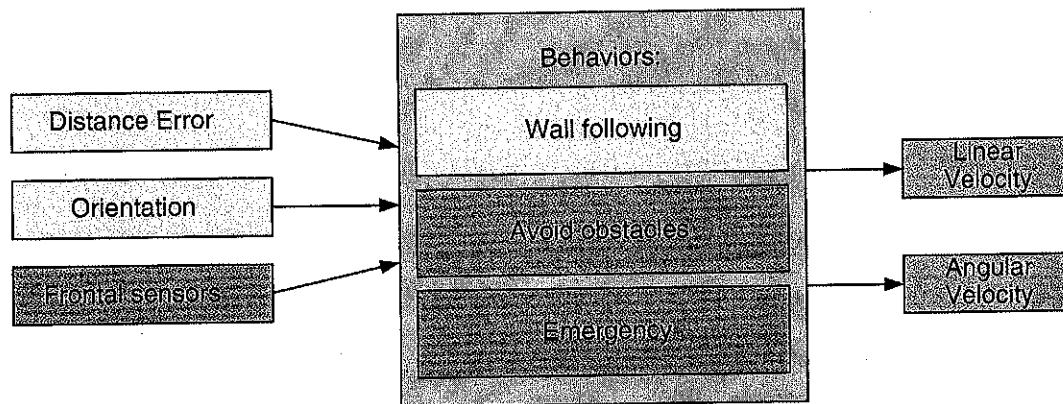 Behaviors:
Distance Error
Orientation
Frontal sensors
Wall following
Avoid obstacles
Emergency
Linear
Velocity
Angular
Velocity